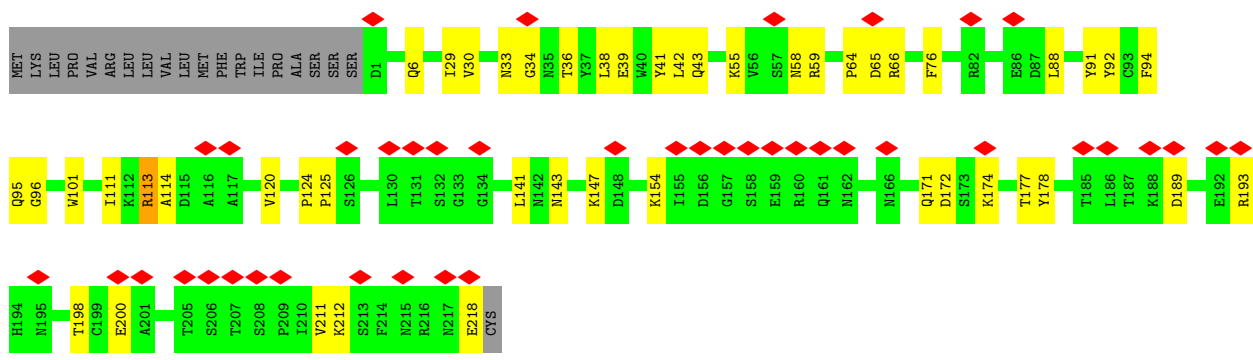 MET LYS LEU PRO VAL ARG LEU LEU VAL LEU MET PHE TRP ILE PRO ALA SER SER SER D1 Q6 I29 V30 N33 G34 N35 T36 Y37 L38 E39 W40 Y41 L42 Q43 K55 V56 S57 N58 R59 P64 D65 R66 F76 R82 E86 D87 L88 Y91 Y92 C93 F94
Q95 G96 W101 I111 K112 R113 A114 D115 A116 A117 V120 P124 P125 S126 L130 T131 S132 G133 G134 L141 N142 N143 K147 D148 K154 I155 D156 G157 S158 E159 R160 Q161 N162 N166 Q171 D172 S173 K174 T177 Y178 T185 L186 T187 K188 D189 E192 R193
H194 N195 T198 C199 E200 A201 T205 S206 T207 S208 P209 I210 V211 K212 S213 F214 N215 R216 N217 E218 CYS